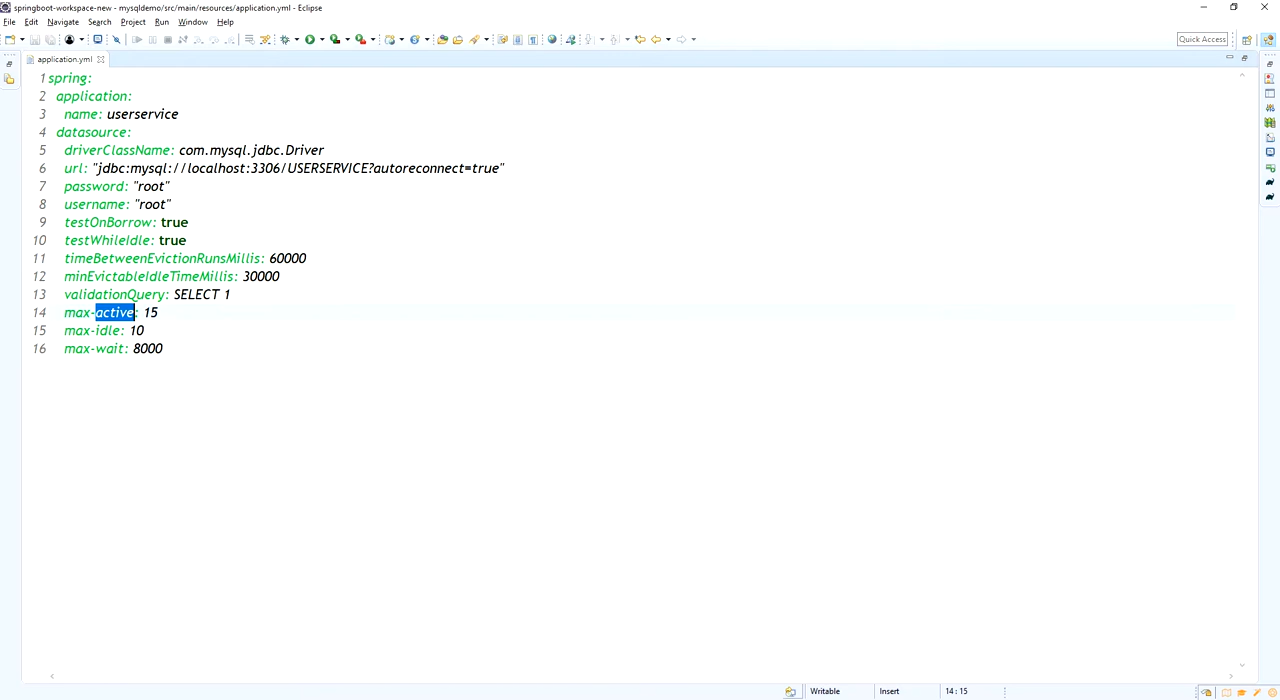 springboot-workspace-new - mysqldemo/src/main/resources/application.yml - Eclipse
File Edit Navigate Search Project Run Window Help
Quick Access
application.yml
1 spring:
2 application:
3 name: userservice
4 datasource:
5 driverClassName: com.mysql.jdbc.Driver
6 url: "jdbc:mysql://localhost:3306/USERSERVICE?autoreconnect=true"
7 password: "root"
8 username: "root"
9 testOnBorrow: true
10 testWhileIdle: true
11 timeBetweenEvictionRunsMillis: 60000
12 minEvictableIdleTimeMillis: 30000
13 validationQuery: SELECT 1
14 max-active: 15
15 max-idle: 10
16 max-wait: 8000
Writable Insert 14 : 15